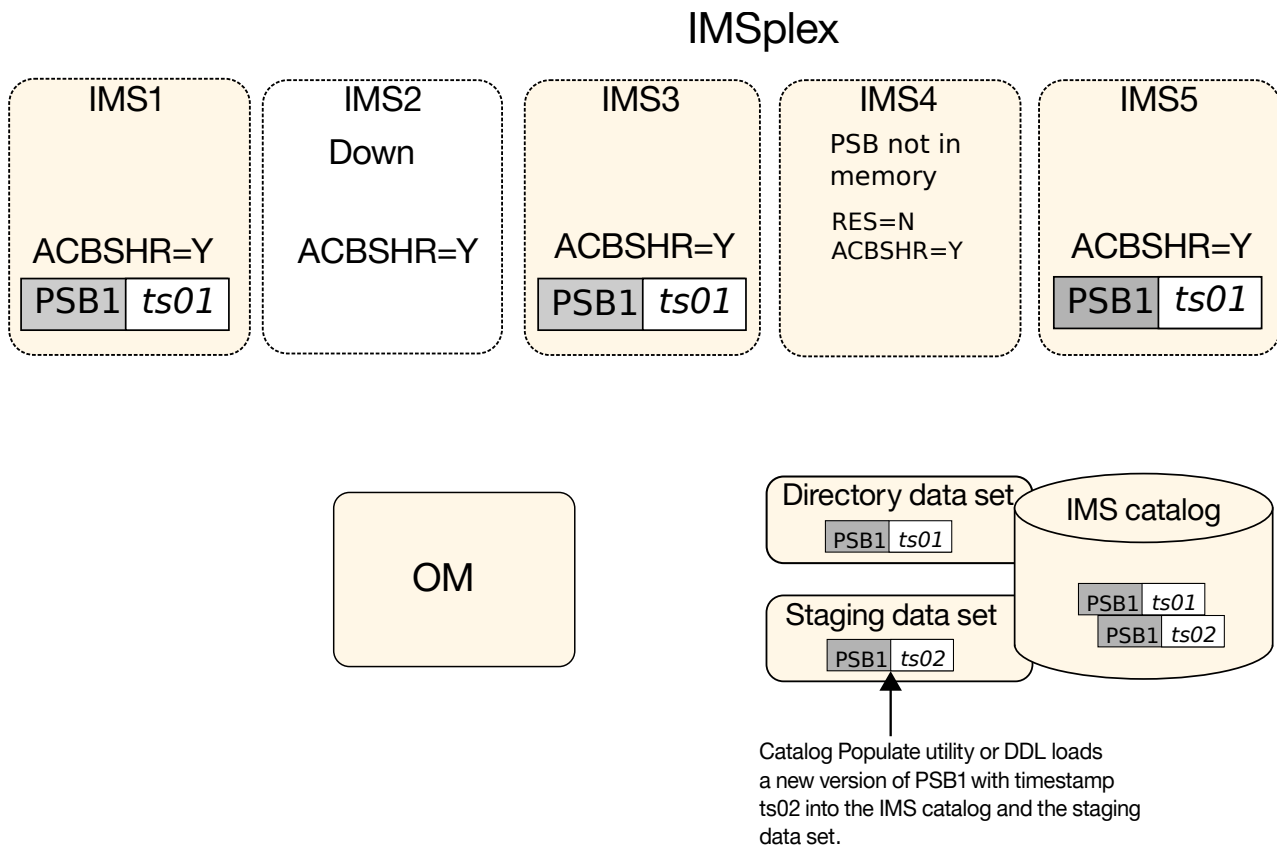 IMSplex
IMS1
ACBSHR=Y
PSB1 ts01
IMS2
Down
ACBSHR=Y
IMS3
ACBSHR=Y
PSB1 ts01
IMS4
PSB not in
memory
RES=N
ACBSHR=Y
IMS5
ACBSHR=Y
PSB1 ts01
OM
Directory data set
PSB1 ts01
Staging data set
PSB1 ts02
IMS catalog
PSB1 ts01
PSB1 ts02
Catalog Populate utility or DDL loads
a new version of PSB1 with timestamp
ts02 into the IMS catalog and the staging
data set.